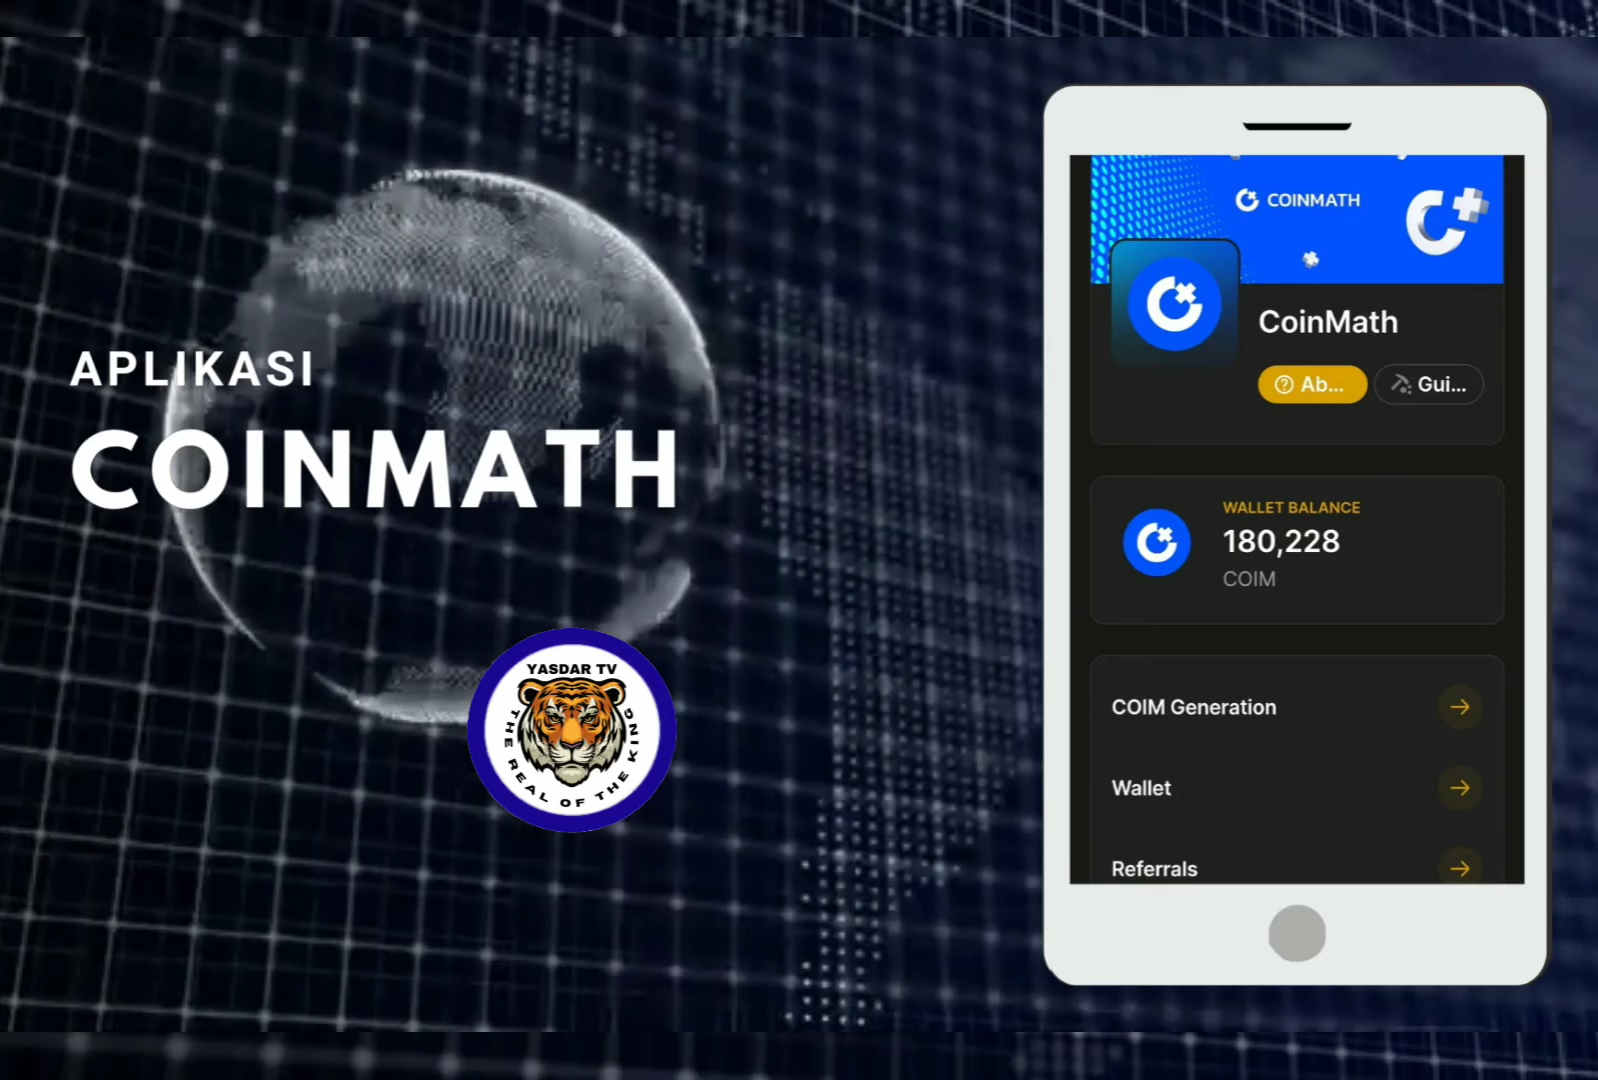 APLIKASI
COINMATH
YASDAR TV
THE REAL OF THE KING
COINMATH
CoinMath
Ab...
Gui...
WALLET BALANCE
180,228
COIM
COIM Generation
Wallet
Referrals